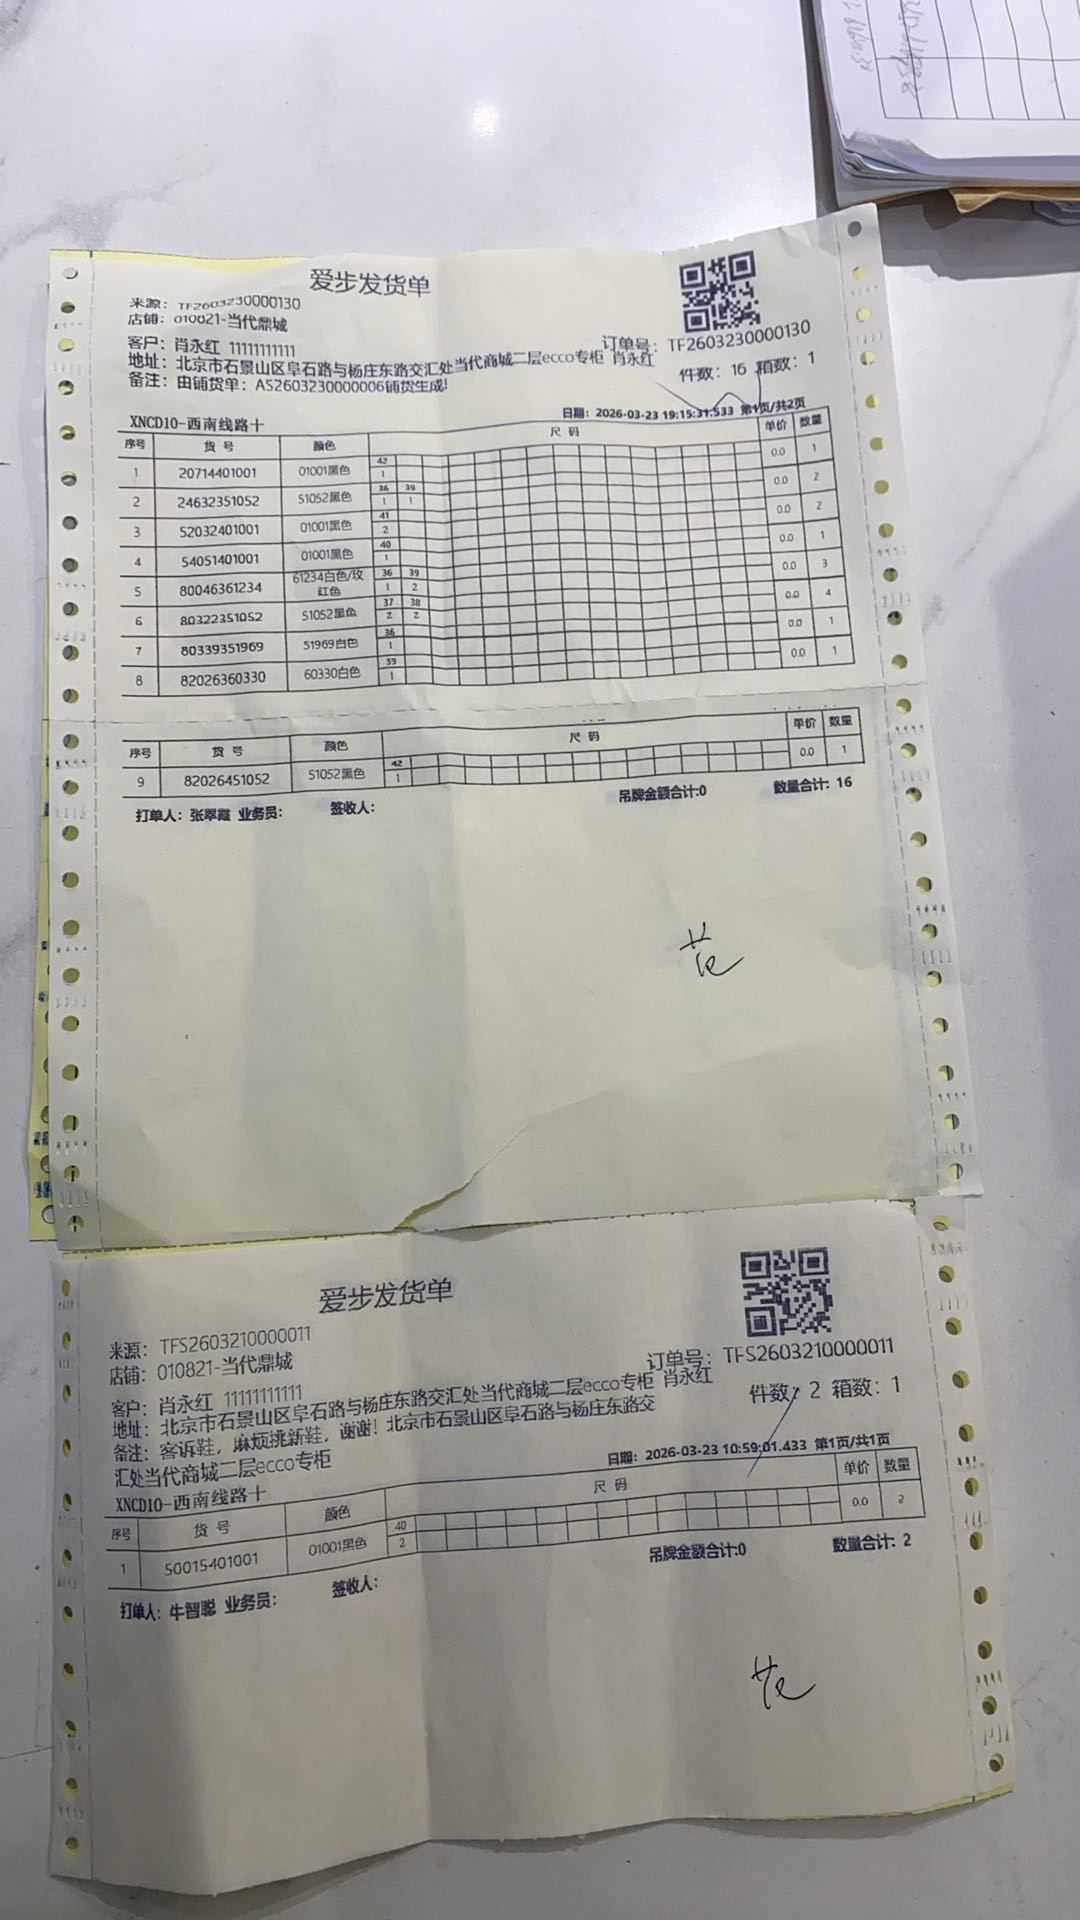 爱步发货单
来源：TF2603230000130
店铺：010821-当代鼎城
订单号：TF2603230000130
客户：肖永红 11111111111
地址：北京市石景山区阜石路与杨庄东路交汇处当代商城二层ecco专柜 肖永红
件数：16 箱数：1
备注：由铺货单：AS2603230000006铺货生成!
日期：2026-03-23 19:15:31.533 第1页/共2页
XNCD10-西南线路十
序号 货号 颜色 尺码 单价 数量
42
1 20714401001 01001黑色 1 0.0 1
36 39
2 24632351052 51052黑色 1 1 0.0 2
41
3 52032401001 01001黑色 2 0.0 2
40
4 54051401001 01001黑色 1 0.0 1
36 39
5 80046361234 61234白色/玫红色 1 2 0.0 3
37 38
6 80322351052 51052黑色 2 2 0.0 4
36
7 80339351969 51969白色 1 0.0 1
39
8 82026360330 60330白色 1 0.0 1
序号 货号 颜色 尺码 单价 数量
42
9 82026451052 51052黑色 1 0.0 1
打单人：张翠霞 业务员： 签收人： 吊牌金额合计:0 数量合计: 16
爱步发货单
来源：TFS2603210000011
店铺：010821-当代鼎城
订单号：TFS2603210000011
客户：肖永红 11111111111
地址：北京市石景山区阜石路与杨庄东路交汇处当代商城二层ecco专柜 肖永红
件数：2 箱数：1
备注：客诉鞋，麻烦挑新鞋，谢谢！北京市石景山区阜石路与杨庄东路交
汇处当代商城二层ecco专柜
日期：2026-03-23 10:59:01.433 第1页/共1页
XNCD10-西南线路十
序号 货号 颜色 尺码 单价 数量
40
1 50015401001 01001黑色 2 0.0 2
打单人：牛智聪 业务员： 签收人： 吊牌金额合计:0 数量合计: 2